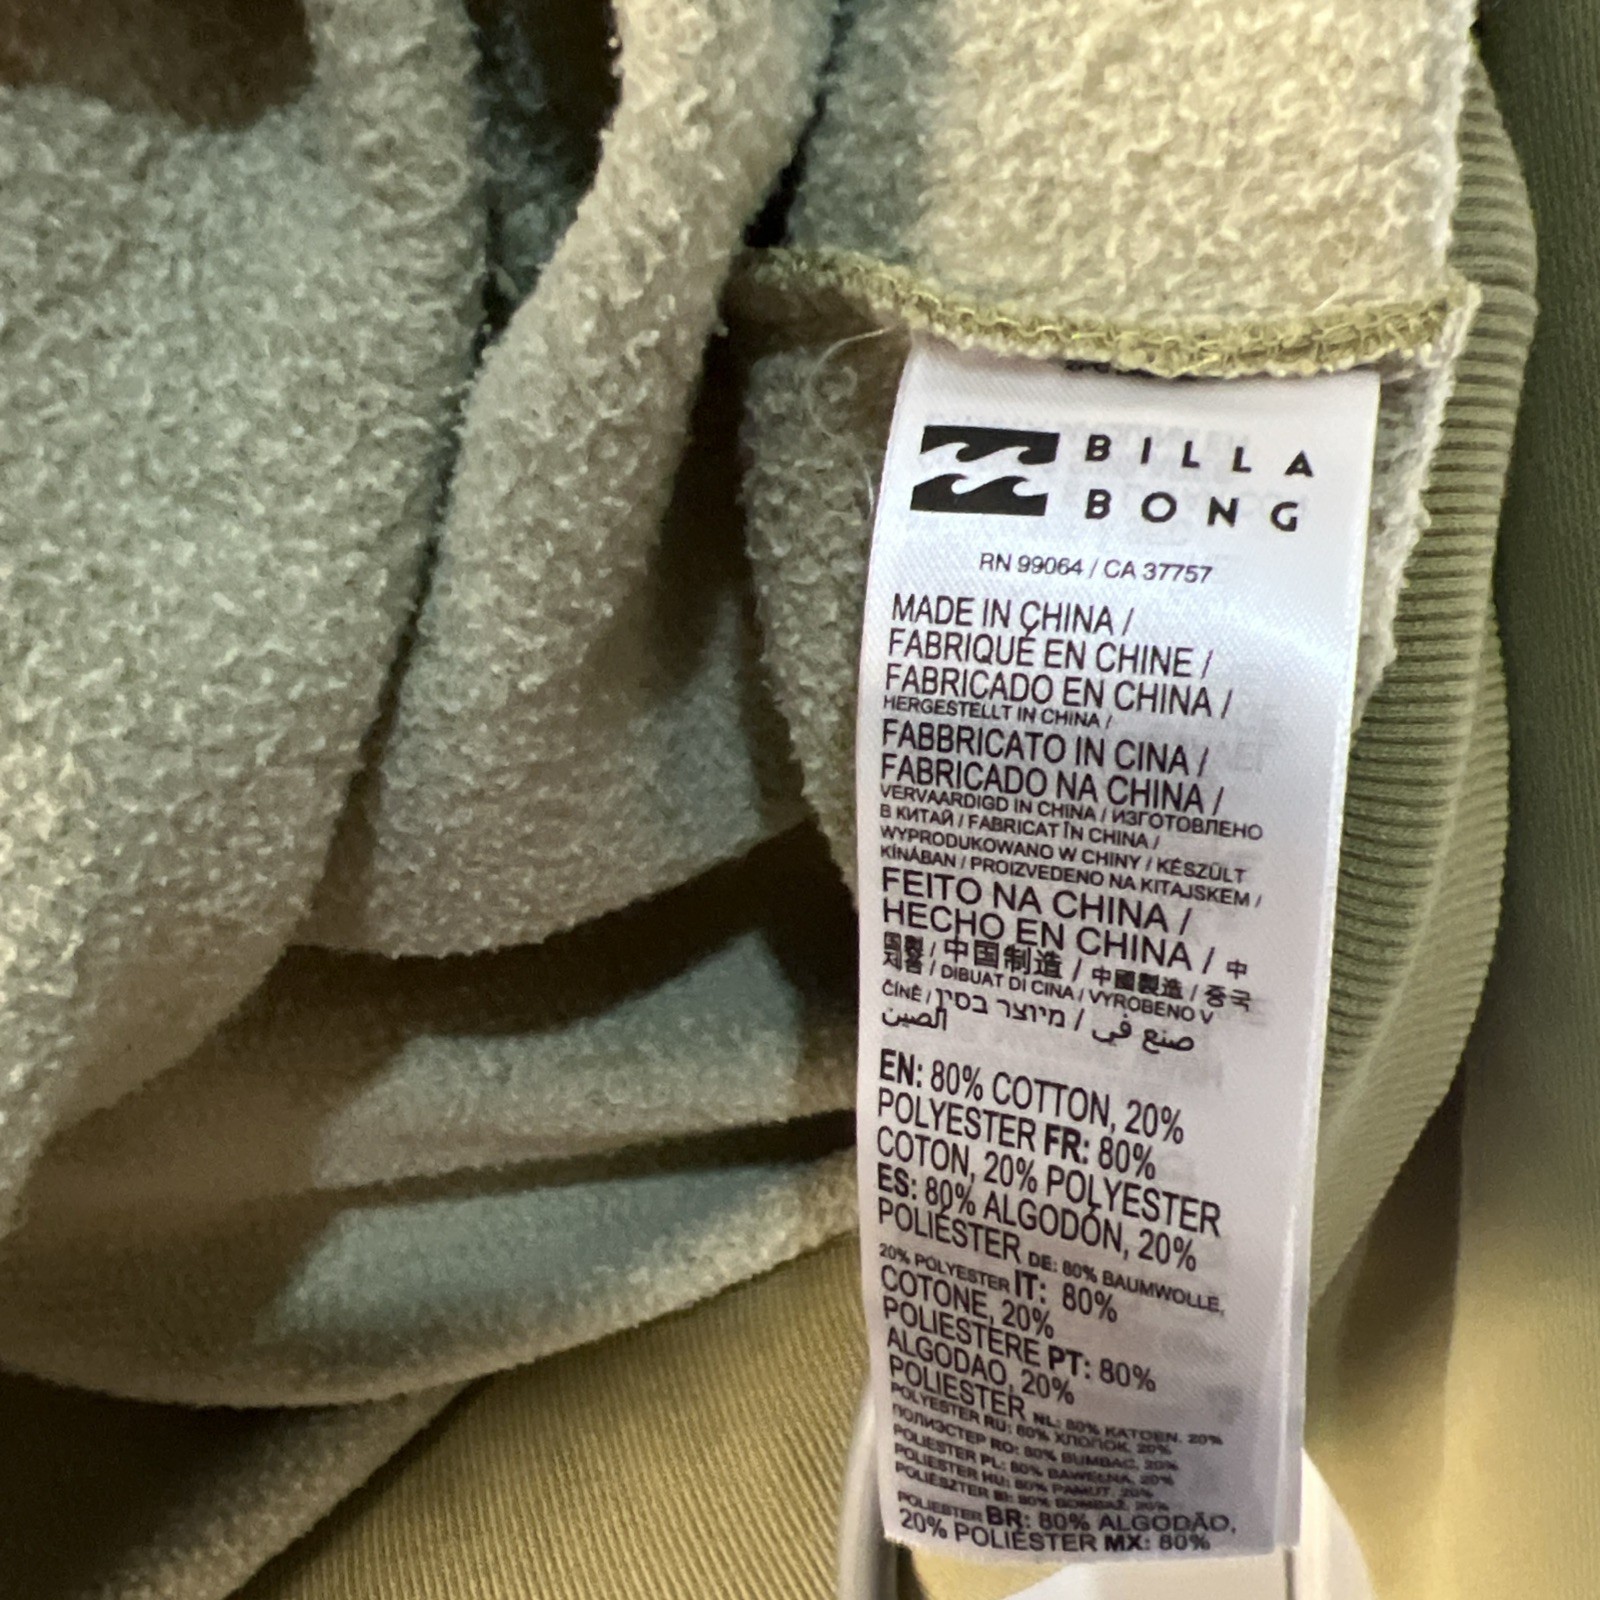 BILLA
BONG
RN 99064 / CA 37757
MADE IN CHINA /
FABRIQUÉ EN CHINE /
FABRICADO EN CHINA /
HERGESTELLT IN CHINA /
FABBRICATO IN CINA /
FABRICADO NA CHINA /
VERVAARDIGD IN CHINA / ИЗГОТОВЛЕНО
В КИТАЙ / FABRICAT ÎN CHINA /
WYPRODUKOWANO W CHINY / KÉSZÜLT
KÍNÁBAN / PROIZVEDENO NA KITAJSKEM /
FEITO NA CHINA /
HECHO EN CHINA / 中
国製 / 中国制造 / 中國製造 / 중국
제품 / DIBUAT DI CINA / VYROBENO V
ČÍNĚ / מיוצר בסין / صنع في
الصين
EN: 80% COTTON, 20%
POLYESTER FR: 80%
COTON, 20% POLYESTER
ES: 80% ALGODÓN, 20%
POLIÉSTER DE: 80% BAUMWOLLE,
20% POLYESTER IT: 80%
COTONE, 20%
POLIESTERE PT: 80%
ALGODAO, 20%
POLIESTER NL: 80% KATOEN, 20%
POLYESTER RU: 80% ХЛОПОК, 20%
ПОЛИЭСТЕР RO: 80% BUMBAC, 20%
POLIESTER PL: 80% BAWEŁNA, 20%
POLIESTER HU: 80% PAMUT, 20%
POLIÉSZTER SI: 80% BOMBAŽ, 20%
POLIESTER BR: 80% ALGODÃO,
20% POLIÉSTER MX: 80%